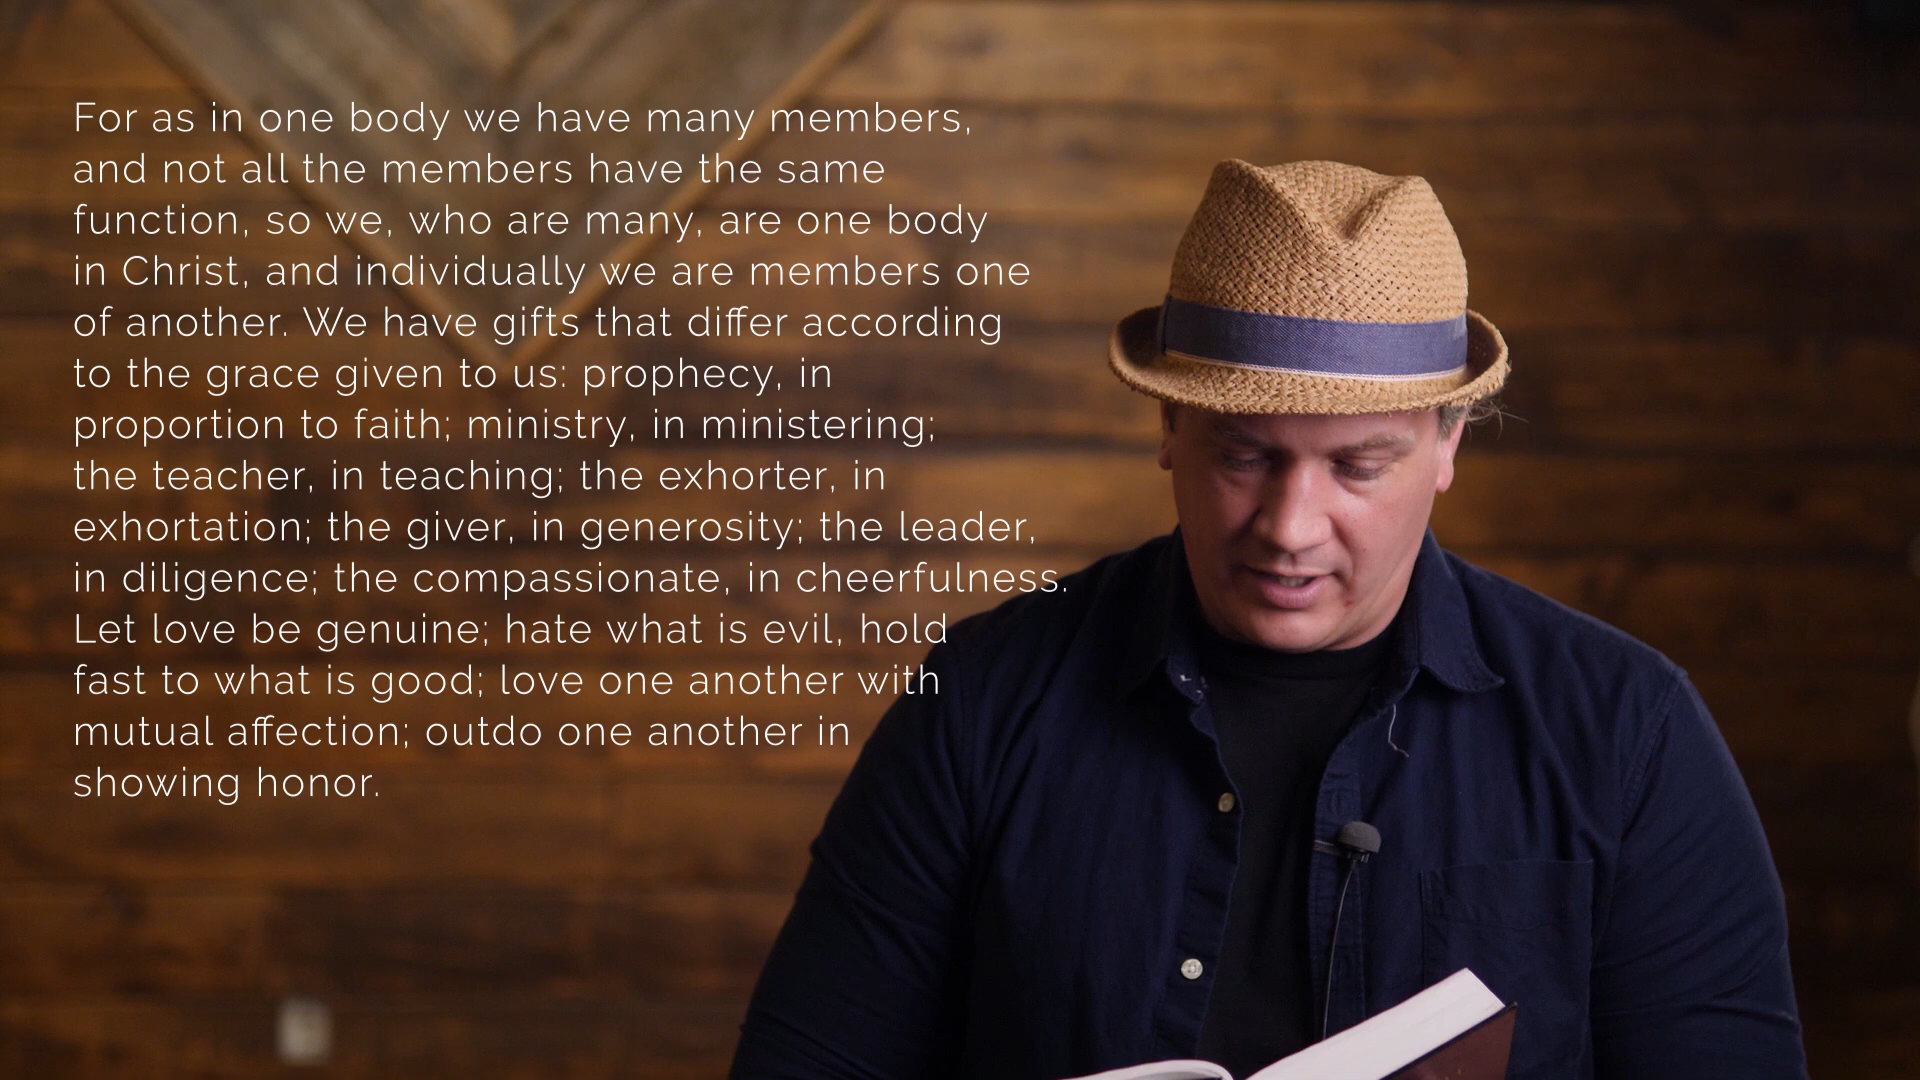 For as in one body we have many members,
and not all the members have the same
function, so we, who are many, are one body
in Christ, and individually we are members one
of another. We have gifts that differ according
to the grace given to us: prophecy, in
proportion to faith; ministry, in ministering;
the teacher, in teaching; the exhorter, in
exhortation; the giver, in generosity; the leader,
in diligence; the compassionate, in cheerfulness.
Let love be genuine; hate what is evil, hold
fast to what is good; love one another with
mutual affection; outdo one another in
showing honor.